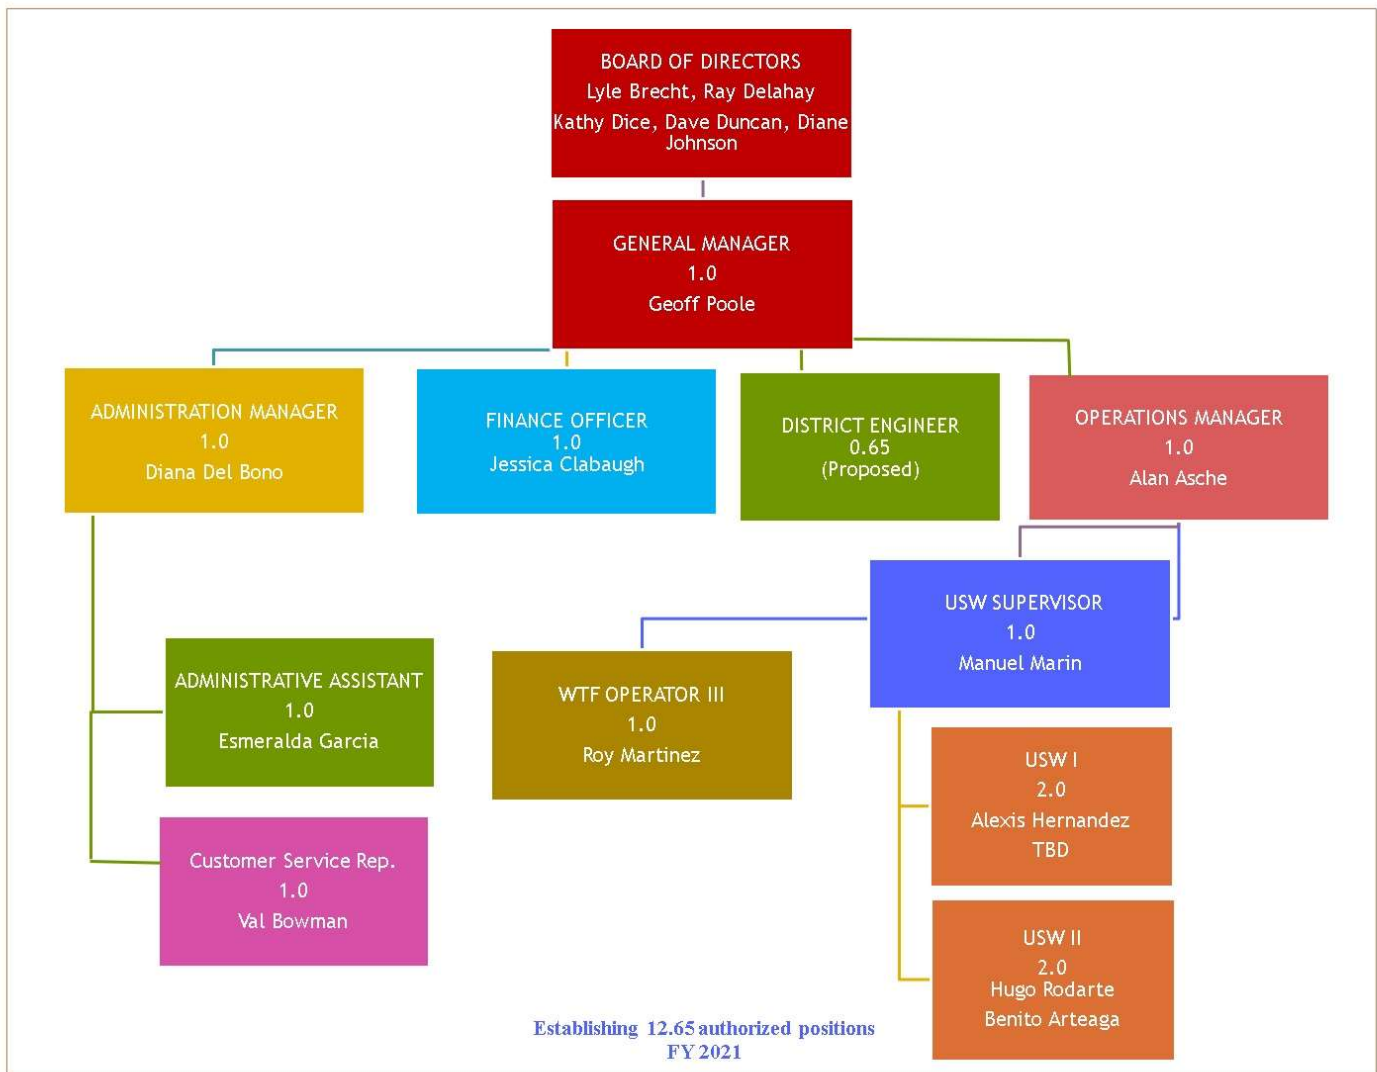 BOARD OF DIRECTORS
Lyle Brecht, Ray Delahay
Kathy Dice, Dave Duncan, Diane
Johnson
GENERAL MANAGER
1.0
Geoff Poole
ADMINISTRATION MANAGER
1.0
Diana Del Bono
FINANCE OFFICER
1.0
Jessica Clabaugh
DISTRICT ENGINEER
0.65
(Proposed)
OPERATIONS MANAGER
1.0
Alan Asche
USW SUPERVISOR
1.0
Manuel Marin
ADMINISTRATIVE ASSISTANT
1.0
Esmeralda Garcia
WTF OPERATOR III
1.0
Roy Martinez
USW I
2.0
Alexis Hernandez
TBD
Customer Service Rep.
1.0
Val Bowman
USW II
2.0
Hugo Rodarte
Benito Arteaga
Establishing 12.65 authorized positions
FY 2021